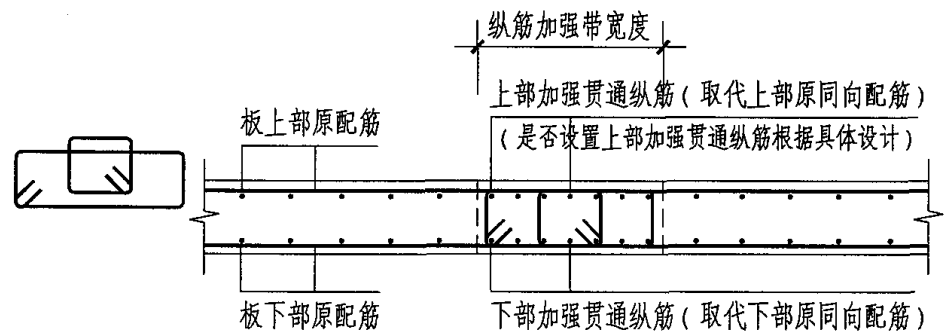 纵筋加强带宽度
上部加强贯通纵筋(取代上部原同向配筋)
板上部原配筋
(是否设置上部加强贯通纵筋根据具体设计)
板下部原配筋
下部加强贯通纵筋(取代下部原同向配筋)